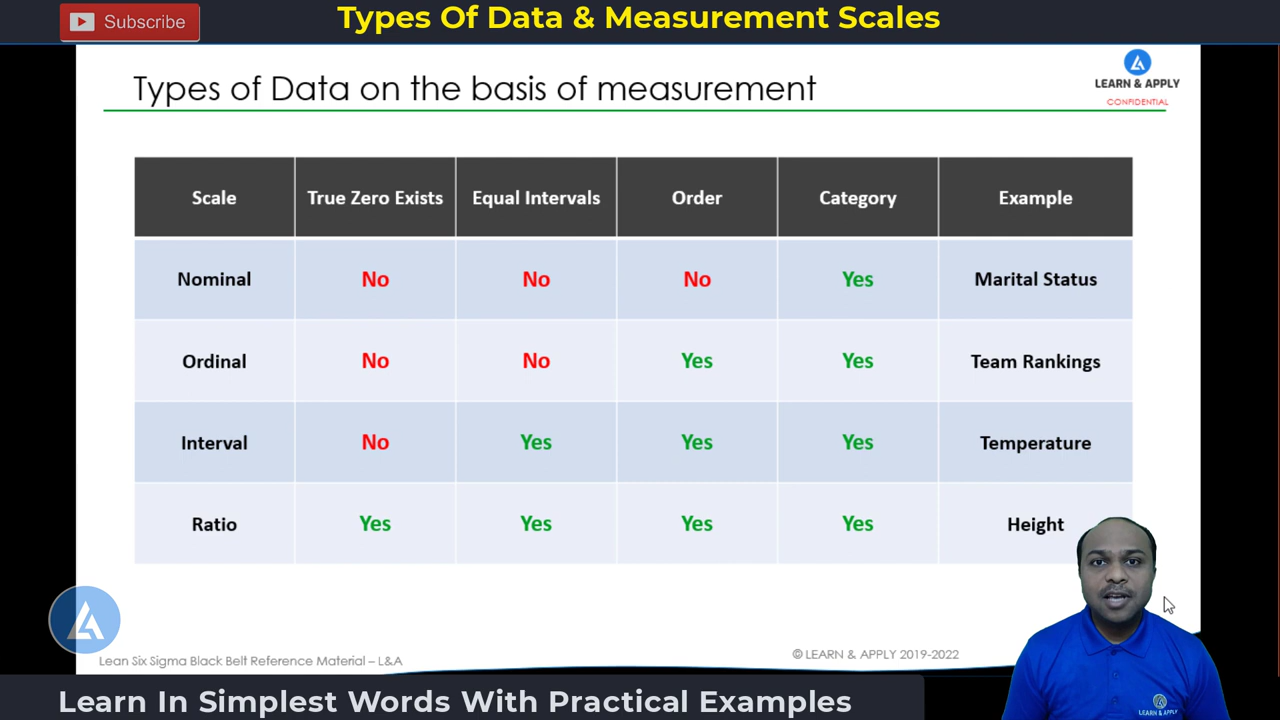 Subscribe
Types Of Data & Measurement Scales
Types of Data on the basis of measurement
LEARN & APPLY
CONFIDENTIAL
Scale True Zero Exists Equal Intervals Order Category Example
Nominal No No No Yes Marital Status
Ordinal No No Yes Yes Team Rankings
Interval No Yes Yes Yes Temperature
Ratio Yes Yes Yes Yes Height
Lean Six Sigma Black Belt Reference Material – L&A
© LEARN & APPLY 2019-2022
LEARN & APPLY
Learn In Simplest Words With Practical Examples